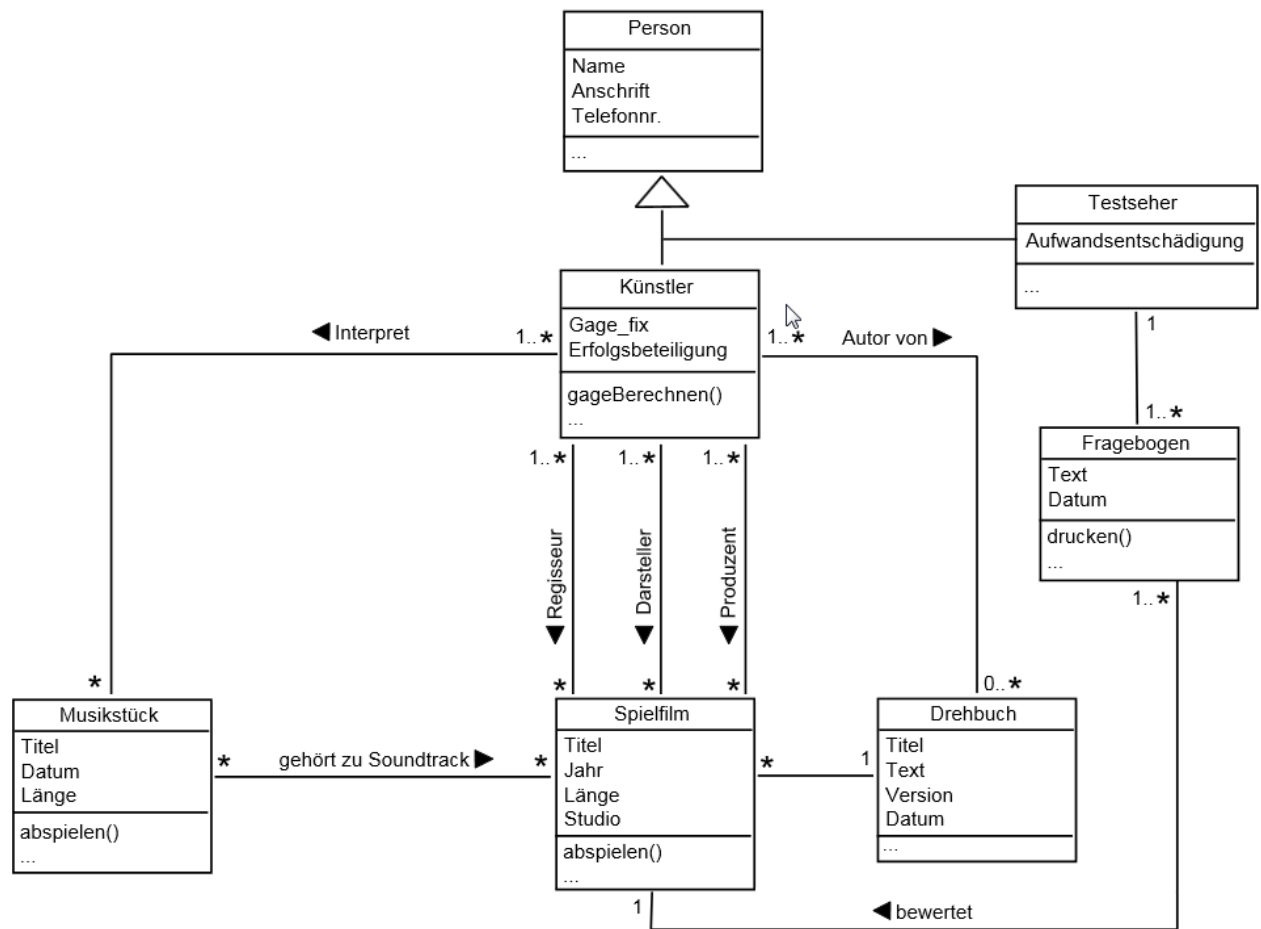 Person
Name
Anschrift
Telefonnr.
...
Testseher
Aufwandsentschädigung
...
Künstler
Gage_fix
Erfolgsbeteiligung
gageBerechnen()
...
◀ Interpret
1..*
1..*
Autor von ▶
1
1..*
Fragebogen
Text
Datum
drucken()
...
1..*
1..*
1..*
1..*
◀ Regisseur
◀ Darsteller
◀ Produzent
*
*
*
*
0..*
Musikstück
Titel
Datum
Länge
abspielen()
...
*
gehört zu Soundtrack ▶
*
Spielfilm
Titel
Jahr
Länge
Studio
abspielen()
...
*
1
Drehbuch
Titel
Text
Version
Datum
...
1
◀ bewertet